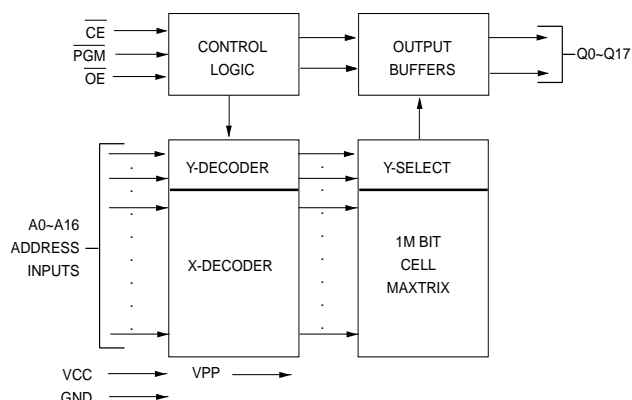 CE
PGM
OE
CONTROL
LOGIC
OUTPUT
BUFFERS
Q0~Q17
A0~A16
ADDRESS
INPUTS
Y-DECODER
X-DECODER
Y-SELECT
1M BIT
CELL
MAXTRIX
VCC
GND
VPP